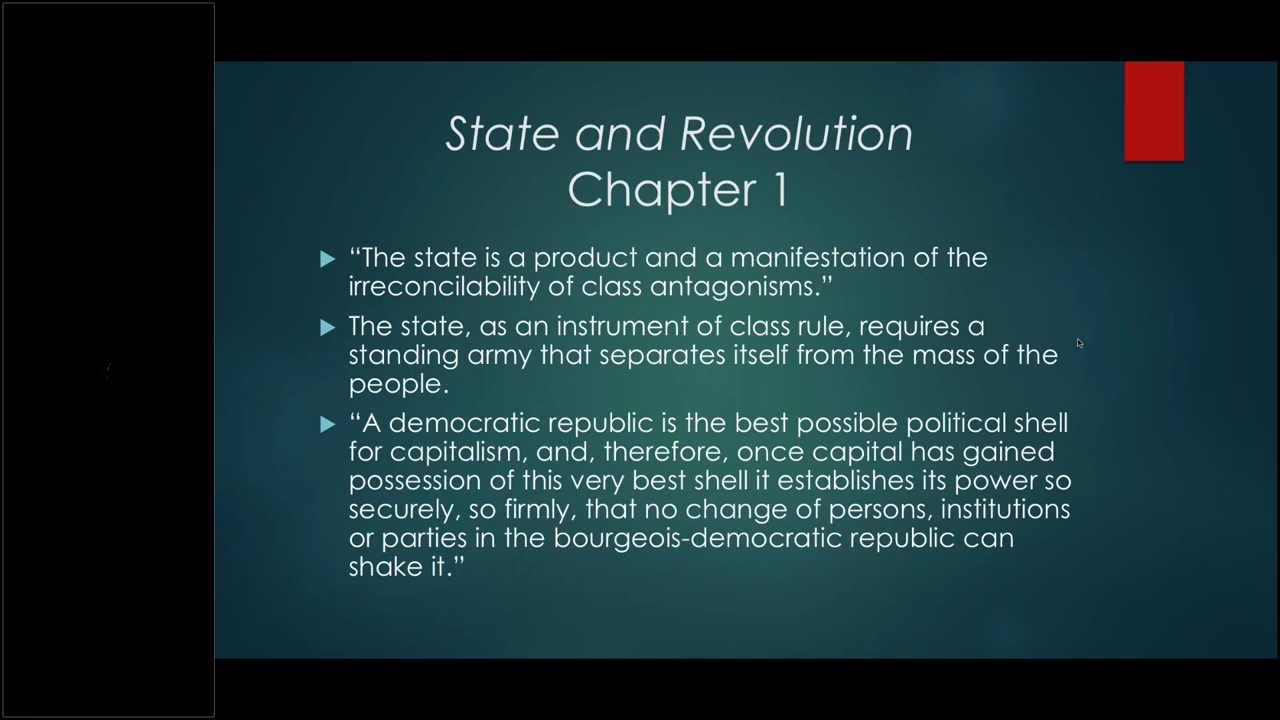 State and Revolution
Chapter 1
“The state is a product and a manifestation of the
irreconcilability of class antagonisms.”
The state, as an instrument of class rule, requires a
standing army that separates itself from the mass of the
people.
“A democratic republic is the best possible political shell
for capitalism, and, therefore, once capital has gained
possession of this very best shell it establishes its power so
securely, so firmly, that no change of persons, institutions
or parties in the bourgeois-democratic republic can
shake it.”